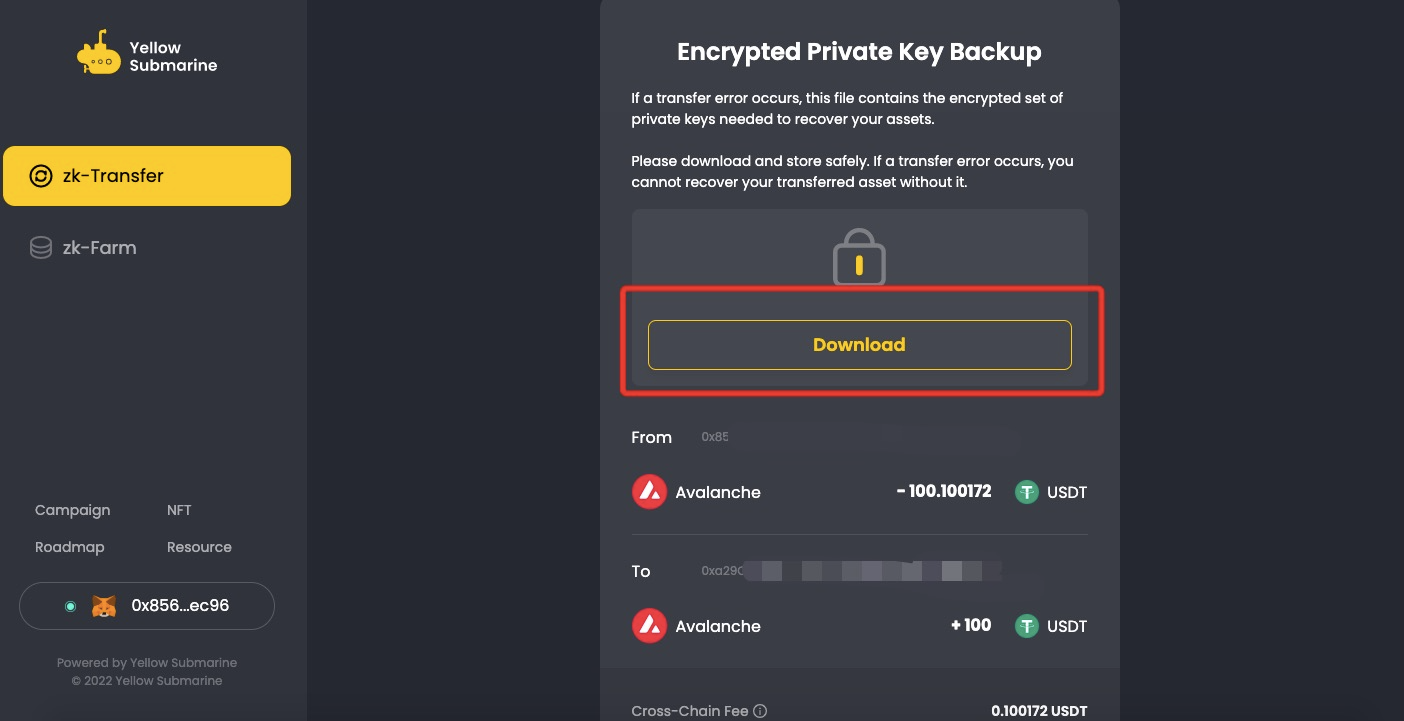 Yellow
Submarine
zk-Transfer
zk-Farm
Campaign NFT
Roadmap Resource
0x856...ec96
Powered by Yellow Submarine
© 2022 Yellow Submarine
Encrypted Private Key Backup
If a transfer error occurs, this file contains the encrypted set of
private keys needed to recover your assets.
Please download and store safely. If a transfer error occurs, you
cannot recover your transferred asset without it.
Download
From 0x85
Avalanche - 100.100172 USDT
To 0xa29
Avalanche + 100 USDT
Cross-Chain Fee 0.100172 USDT